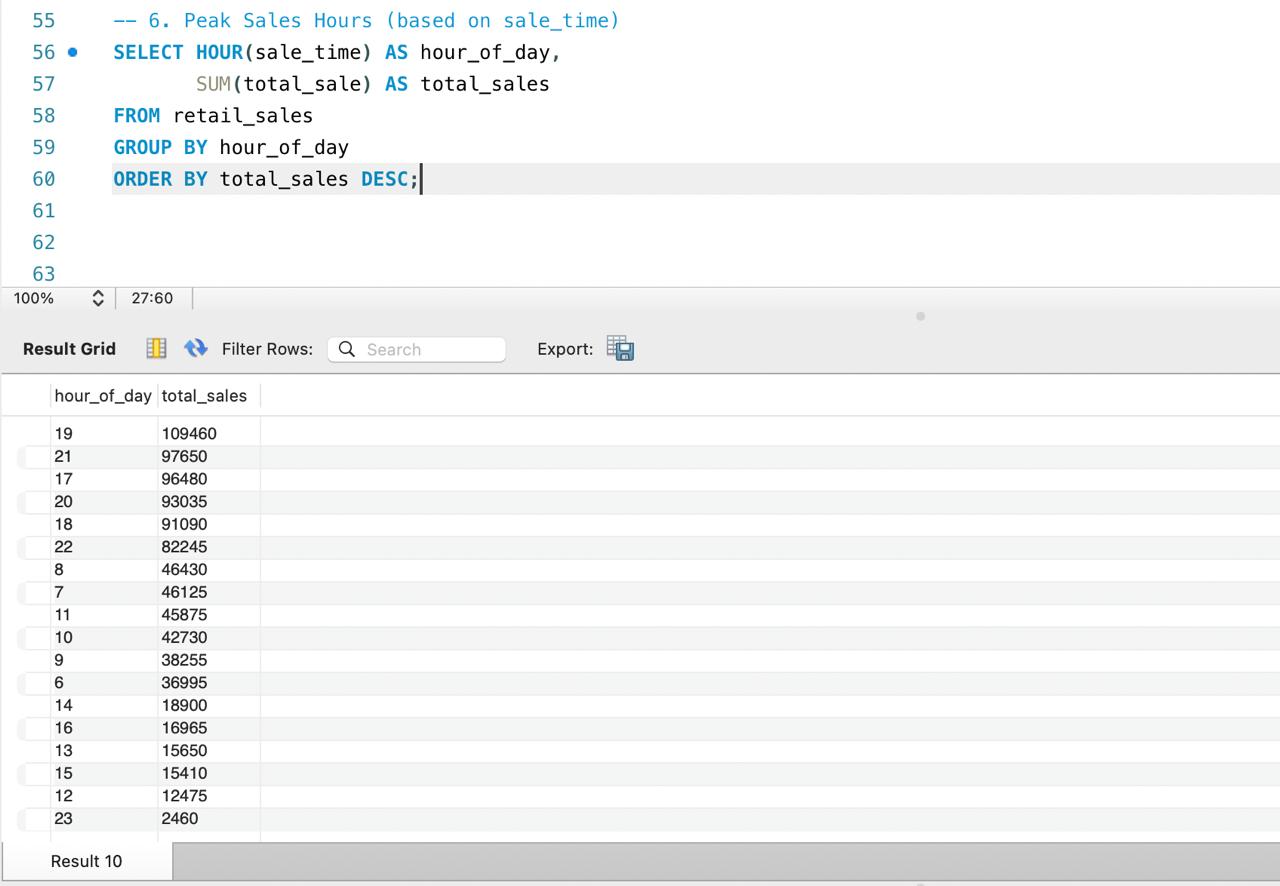 55 -- 6. Peak Sales Hours (based on sale_time)
56 SELECT HOUR(sale_time) AS hour_of_day,
57 SUM(total_sale) AS total_sales
58 FROM retail_sales
59 GROUP BY hour_of_day
60 ORDER BY total_sales DESC;
61
62
63
100% 27:60
Result Grid Filter Rows: Search Export:
hour_of_day total_sales
19 109460
21 97650
17 96480
20 93035
18 91090
22 82245
8 46430
7 46125
11 45875
10 42730
9 38255
6 36995
14 18900
16 16965
13 15650
15 15410
12 12475
23 2460
Result 10